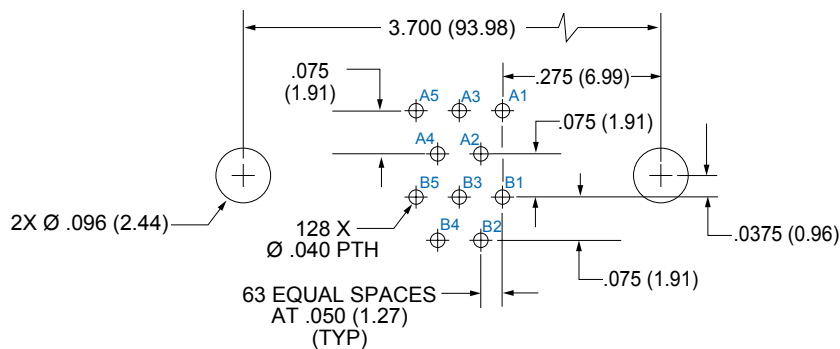 3.700 (93.98)
.075
(1.91)
.275 (6.99)
A5 A3 A1
.075 (1.91)
A4 A2
B5 B3 B1
2X Ø .096 (2.44)
128 X
Ø .040 PTH
B4 B2
.0375 (0.96)
.075 (1.91)
63 EQUAL SPACES
AT .050 (1.27)
(TYP)